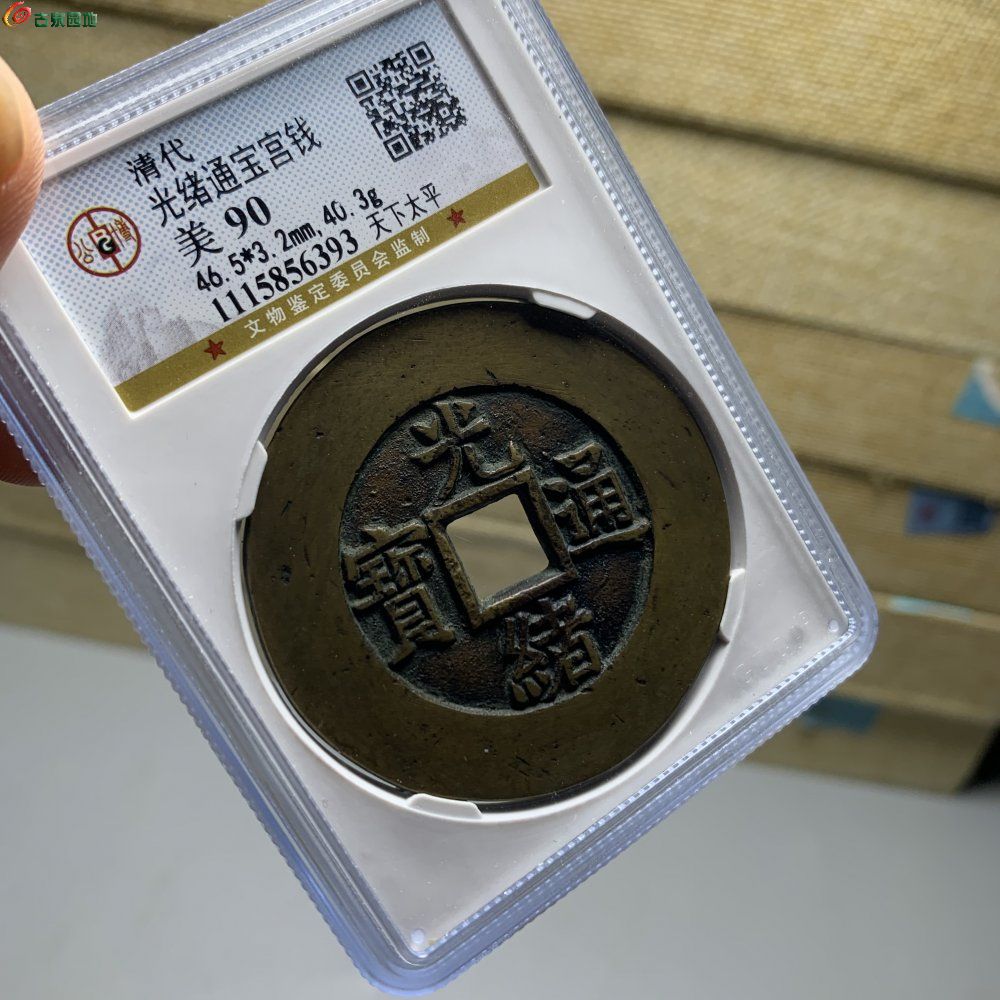 古泉园地
清代
光绪通宝宫钱
美 90
46.5*3.2mm, 40.3g
1115856393 天下太平
公博
文物鉴定委员会监制
光緒通寶